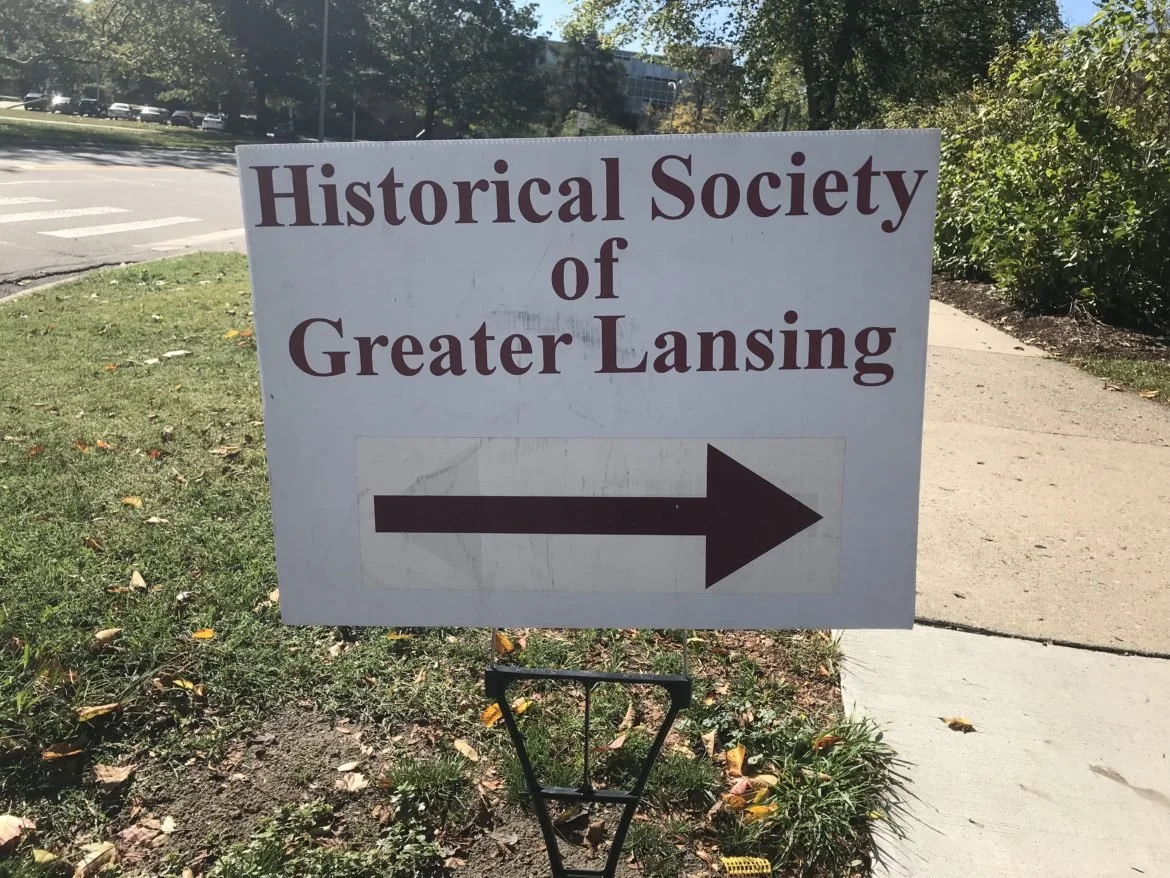 Historical Society
of
Greater Lansing